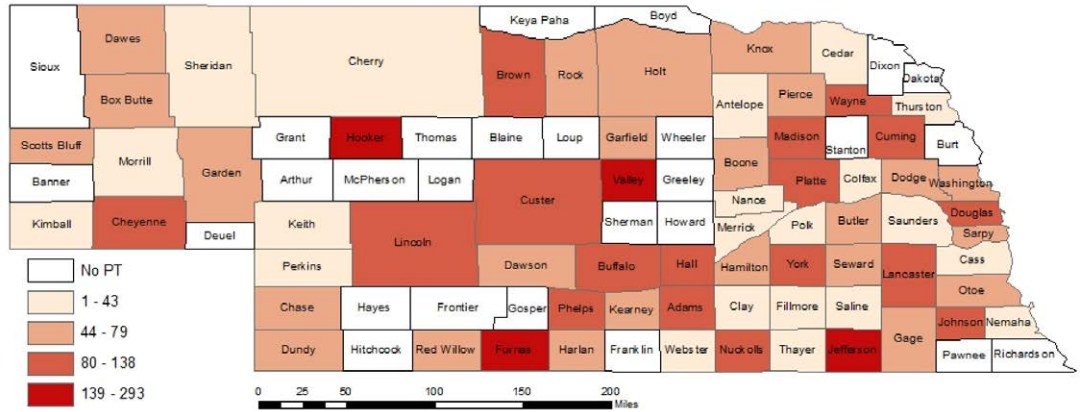 Keya Paha
Boyd
Sioux
Dawes
Sheridan
Cherry
Brown
Rock
Holt
Knox
Cedar
Dixon
Dakota
Box Butte
Antelope
Pierce
Wayne
Thurston
Scotts Bluff
Morrill
Garden
Grant
Hooker
Thomas
Blaine
Loup
Garfield
Wheeler
Madison
Stanton
Cuming
Burt
Banner
Arthur
McPherson
Logan
Custer
Valley
Greeley
Boone
Platte
Colfax
Dodge
Washington
Kimball
Cheyenne
Deuel
Keith
Lincoln
Sherman
Howard
Nance
Merrick
Polk
Butler
Saunders
Douglas
Sarpy
Perkins
Dawson
Buffalo
Hall
Hamilton
York
Seward
Lancaster
Cass
Otoe
Chase
Hayes
Frontier
Gosper
Phelps
Kearney
Adams
Clay
Fillmore
Saline
Johnson
Nemaha
Dundy
Hitchcock
Red Willow
Furnas
Harlan
Franklin
Webster
Nuckolls
Thayer
Jefferson
Gage
Pawnee
Richardson
No PT
1 - 43
44 - 79
80 - 138
139 - 293
0 25 50 100 150 200
Miles